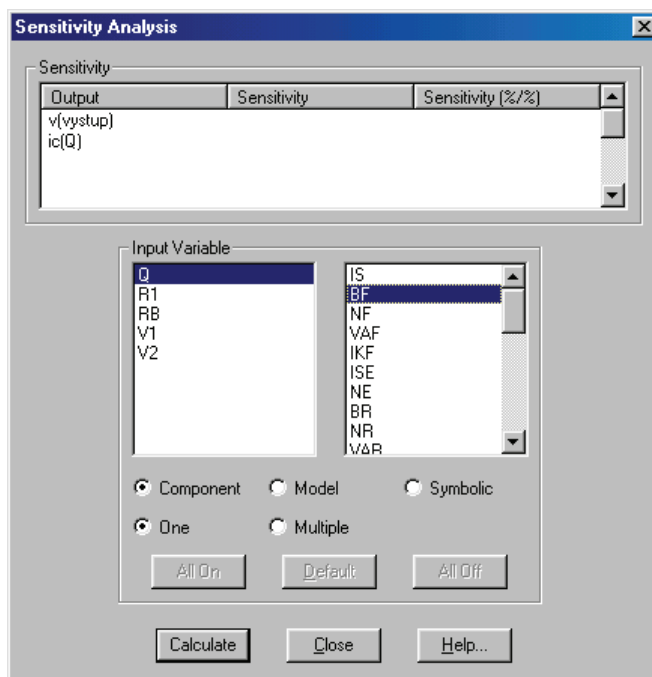 Sensitivity Analysis
Sensitivity
Output Sensitivity Sensitivity (%/%)
v(vystup)
ic(Q)
Input Variable
Q
R1
RB
V1
V2
IS
BF
NF
VAF
IKF
ISE
NE
BR
NR
VAR
Component Model Symbolic
One Multiple
All On Default All Off
Calculate Close Help...